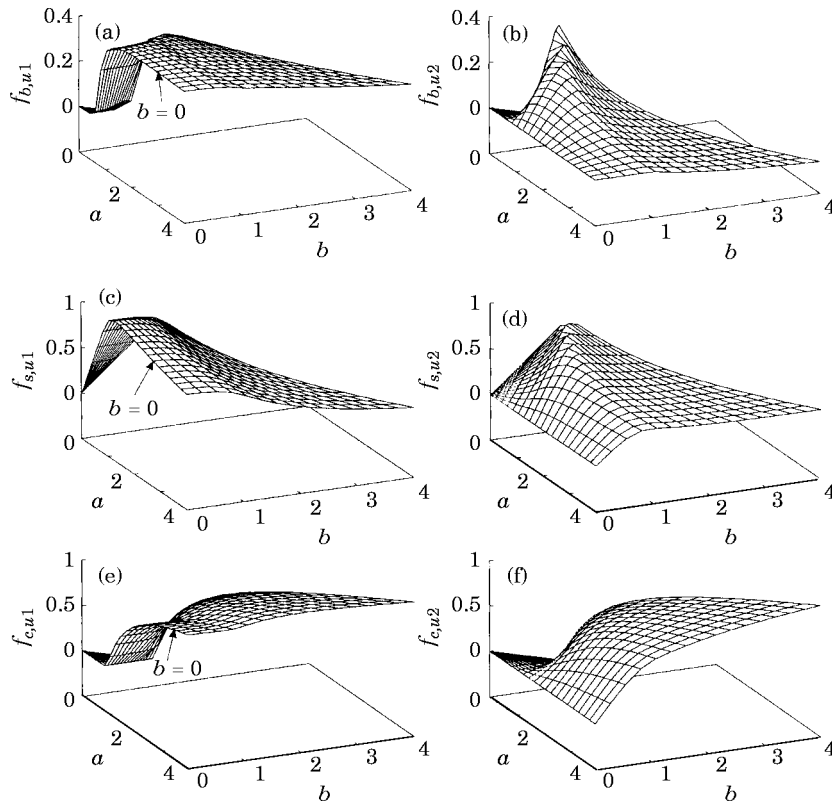 (a)
0.4
0.2
0
f_{b,u1}
b = 0
0
2
4
a
0
1
2
3
4
b
(b)
0.4
0.2
0
f_{b,u2}
0
2
4
a
0
1
2
3
4
b
(c)
1
0.5
0
f_{s,u1}
b = 0
0
2
4
a
0
1
2
3
4
b
(d)
1
0.5
0
f_{s,u2}
0
2
4
a
0
1
2
3
4
b
(e)
1
0.5
0
f_{c,u1}
b = 0
0
2
4
a
0
1
2
3
4
b
(f)
1
0.5
0
f_{c,u2}
0
2
4
a
0
1
2
3
4
b